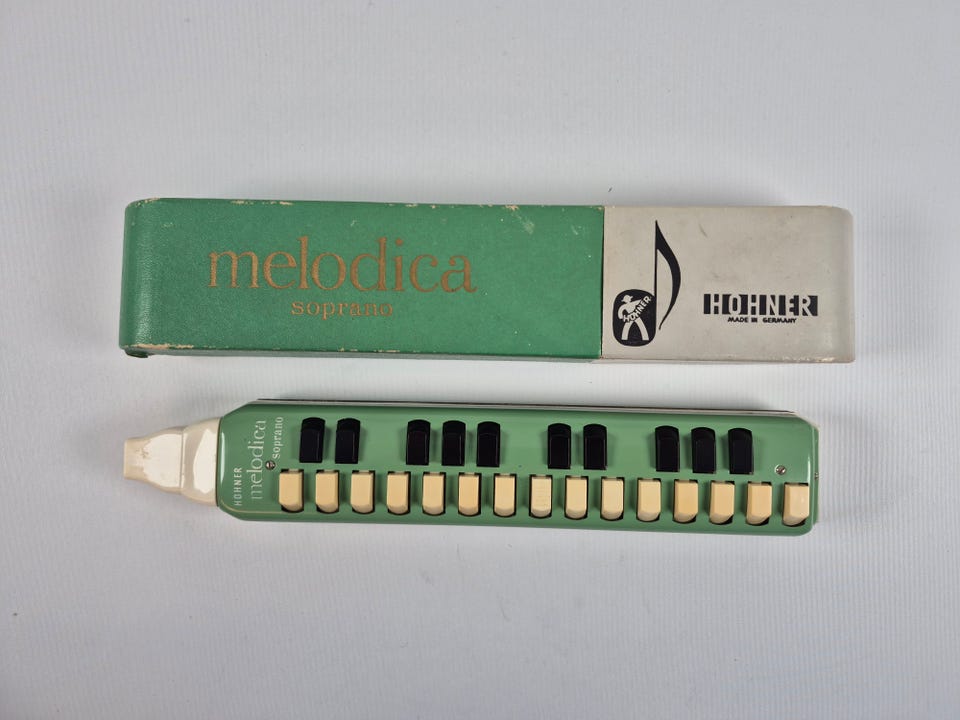 melodica
soprano
HOHNER
HOHNER
MADE IN GERMANY
HOHNER
melodica
soprano